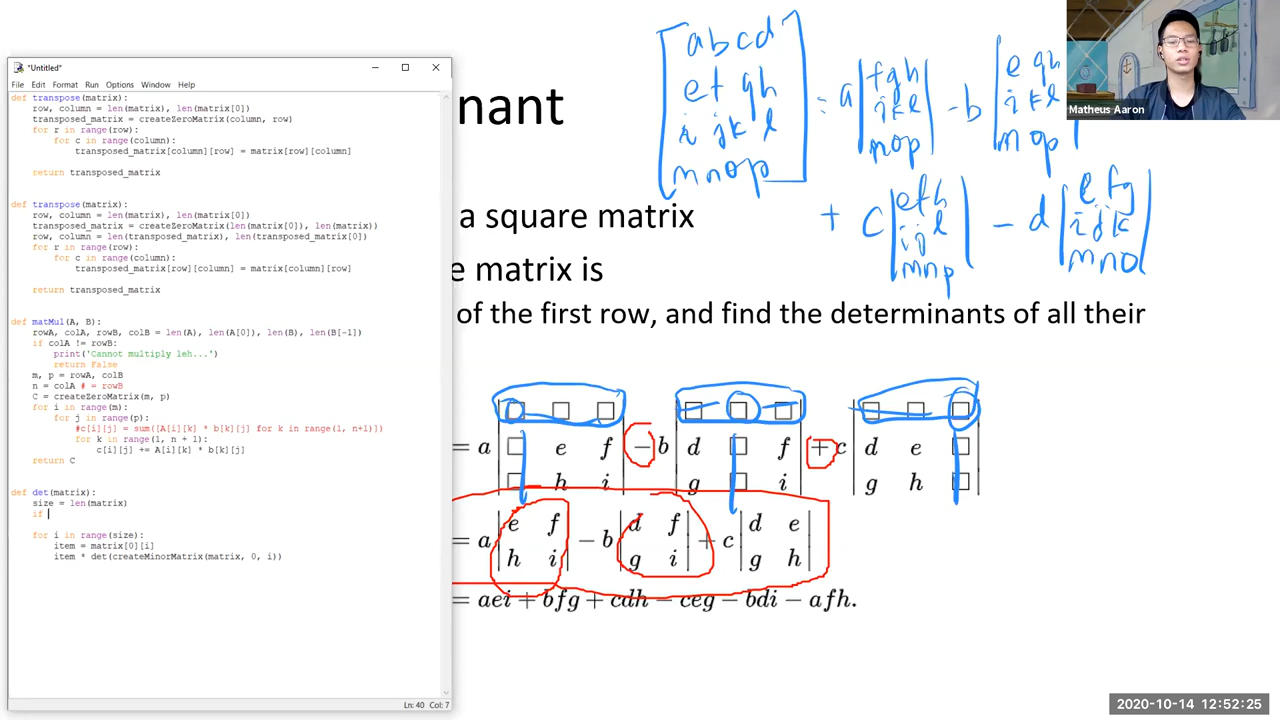 *Untitled*
File Edit Format Run Options Window Help
def transpose(matrix):
    row, column = len(matrix), len(matrix[0])
    transposed_matrix = createZeroMatrix(column, row)
    for r in range(row):
        for c in range(column):
            transposed_matrix[column][row] = matrix[row][column]
    return transposed_matrix
def transpose(matrix):
    row, column = len(matrix), len(matrix[0])
    transposed_matrix = createZeroMatrix(len(matrix[0]), len(matrix))
    row, column = len(transposed_matrix), len(transposed_matrix[0])
    for r in range(row):
        for c in range(column):
            transposed_matrix[row][column] = matrix[column][row]
    return transposed_matrix
def matMul(A, B):
    rowA, colA, rowB, colB = len(A), len(A[0]), len(B), len(B[-1])
    if colA != rowB:
        print('Cannot multiply leh...')
        return False
    m, p = rowA, colB
    n = colA # = rowB
    C = createZeroMatrix(m, p)
    for i in range(m):
        for j in range(p):
            #c[i][j] = sum([A[i][k] * b[k][j] for k in range(1, n+1)])
            for k in range(1, n + 1):
                c[i][j] += A[i][k] * b[k][j]
    return C
def det(matrix):
    size = len(matrix)
    if
    for i in range(size):
        item = matrix[0][i]
        item * det(createMinorMatrix(matrix, 0, i))
Ln: 40 Col: 7
nant
a square matrix
e matrix is
of the first row, and find the determinants of all their
a b c d
e f g h
i j k l
m n o p
= a
f g h
j k l
n o p
- b
e g h
i k l
m o p
+ c
e f h
i j l
m n p
- d
e f g
i j k
m n o
= a □ □ □ − b □ □ □ + c □ □ □
□ e f d □ f d e □
□ h i g □ i g h □
= a e f − b d f + c d e
h i g i g h
= aei + bfg + cdh − ceg − bdi − afh.
Matheus Aaron
2020-10-14 12:52:25